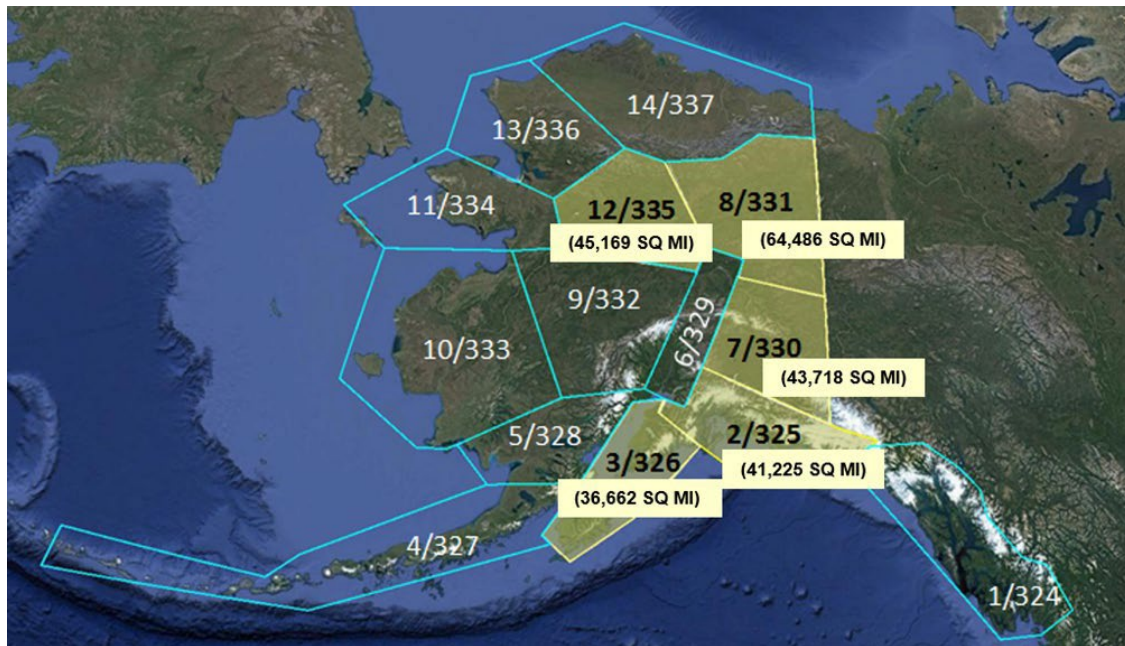 14/337
13/336
11/334
12/335
(45,169 SQ MI)
8/331
(64,486 SQ MI)
9/332
6/329
10/333
7/330
(43,718 SQ MI)
5/328
2/325
(41,225 SQ MI)
3/326
(36,662 SQ MI)
4/327
1/324